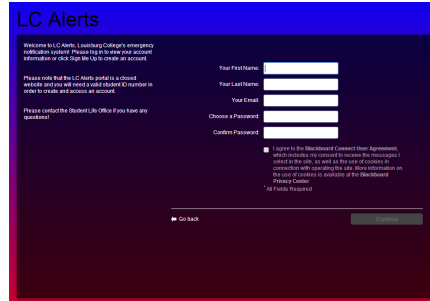 LC Alerts
Welcome to LC Alerts, Louisburg College's emergency
notification system! Please log in to view your account
information or click Sign Me Up to create an account.
Please note that the LC Alerts portal is a closed
website and you will need a valid student ID number in
order to create and access an account.
Please contact the Student Life Office if you have any
questions!
Your First Name:
Your Last Name:
Your Email:
Choose a Password:
Confirm Password:
I agree to the Blackboard Connect User Agreement,
which includes my consent to receive the messages I
select in the site, as well as the use of cookies in
connection with operating the site. More information on
the use of cookies is available at the Blackboard
Privacy Center.
* All Fields Required
Go back
Continue